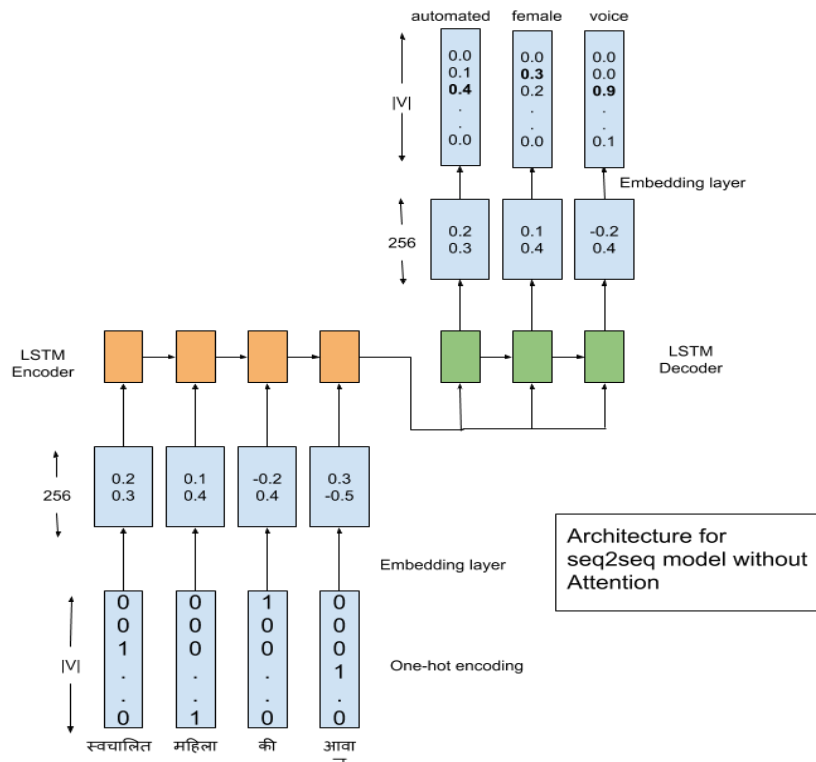 automated female voice
0.0 0.0 0.0
0.1 0.3 0.0
0.4 0.2 0.9
. . .
. . .
0.0 0.0 0.1
|V|
Embedding layer
256
0.2 0.1 -0.2
0.3 0.4 0.4
LSTM
Encoder
LSTM
Decoder
256
0.2 0.1 -0.2 0.3
0.3 0.4 0.4 -0.5
Architecture for
seq2seq model without
Attention
Embedding layer
|V|
One-hot encoding
0 0 1 0
0 0 0 0
1 0 0 0
. . . 1
. . . .
0 1 0 0
स्वचालित महिला की आवा